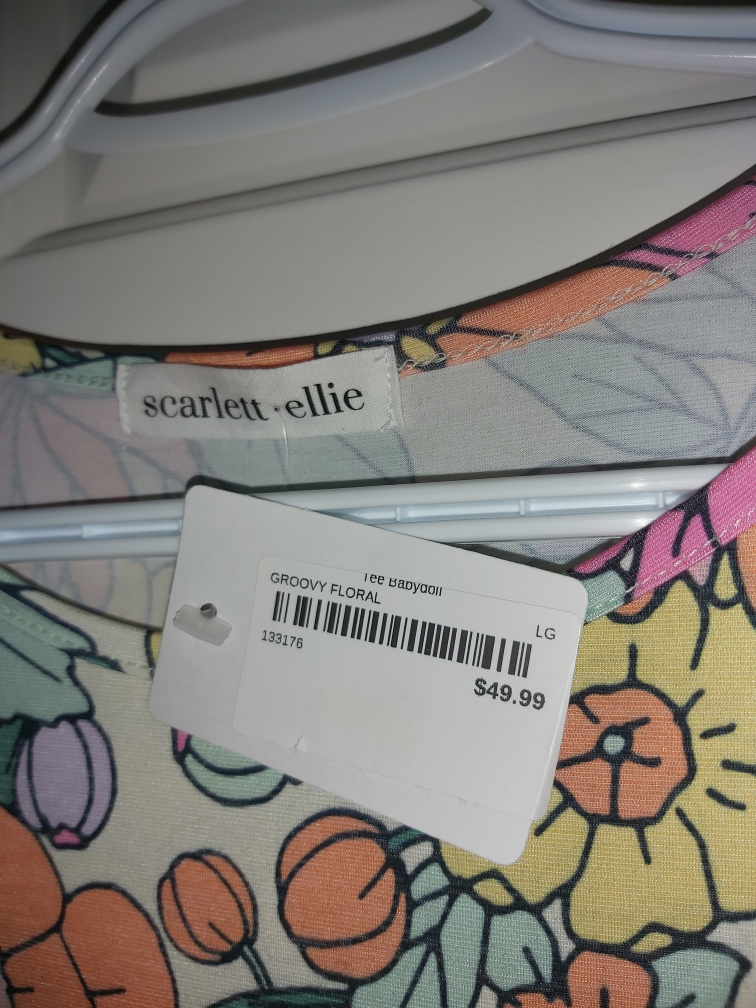 scarlett · ellie
Tee Babydoll
GROOVY FLORAL
LG
133176
$49.99